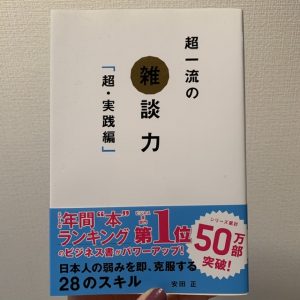 超一流の
雑談力
「超・実践編」
年間“本”
ランキング 第1位
のビジネス書がパワーアップ！
シリーズ累計
50万部
突破！
日本人の弱みを即、克服する
28のスキル
安田 正